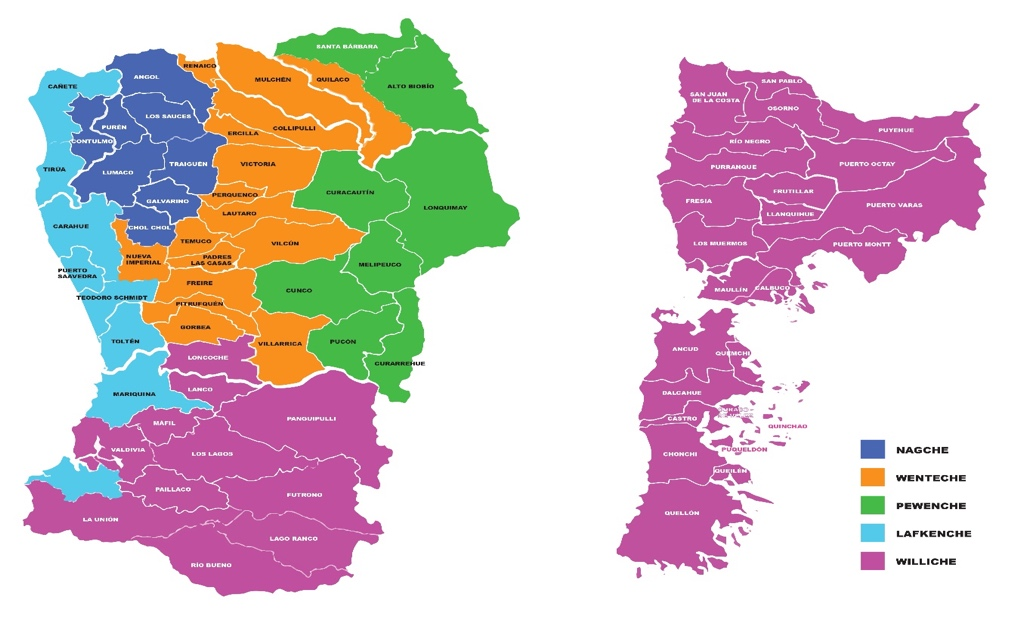 SANTA BÁRBARA
RENAICO
ANGOL
MULCHÉN
QUILACO
CAÑETE
ALTO BIOBÍO
LOS SAUCES
PURÉN
COLLIPULLI
ERCILLA
CONTULMO
TRAIGUÉN
VICTORIA
TIRÚA
LUMACO
CURACAUTÍN
PERQUENCO
GALVARINO
LONQUIMAY
LAUTARO
CARAHUE
CHOL CHOL
TEMUCO
VILCÚN
NUEVA
IMPERIAL
PADRES
LAS CASAS
MELIPEUCO
PUERTO
SAAVEDRA
FREIRE
CUNCO
TEODORO SCHMIDT
PITRUFQUÉN
GORBEA
TOLTÉN
VILLARRICA
PUCÓN
LONCOCHE
CURARREHUE
LANCO
MARIQUINA
PANGUIPULLI
MÁFIL
VALDIVIA
LOS LAGOS
PAILLACO
FUTRONO
LA UNIÓN
LAGO RANCO
RÍO BUENO
SAN PABLO
SAN JUAN
DE LA COSTA
OSORNO
PUYEHUE
RÍO NEGRO
PUERTO OCTAY
PURRANQUE
FRUTILLAR
FRESIA
PUERTO VARAS
LLANQUIHUE
LOS MUERMOS
PUERTO MONTT
MAULLÍN
CALBUCO
ANCUD
QUEMCHI
DALCAHUE
CASTRO
QUINCHAO
CHONCHI
PUQUELDÓN
QUEILÉN
QUELLÓN
NAGCHE
WENTECHE
PEWENCHE
LAFKENCHE
WILLICHE